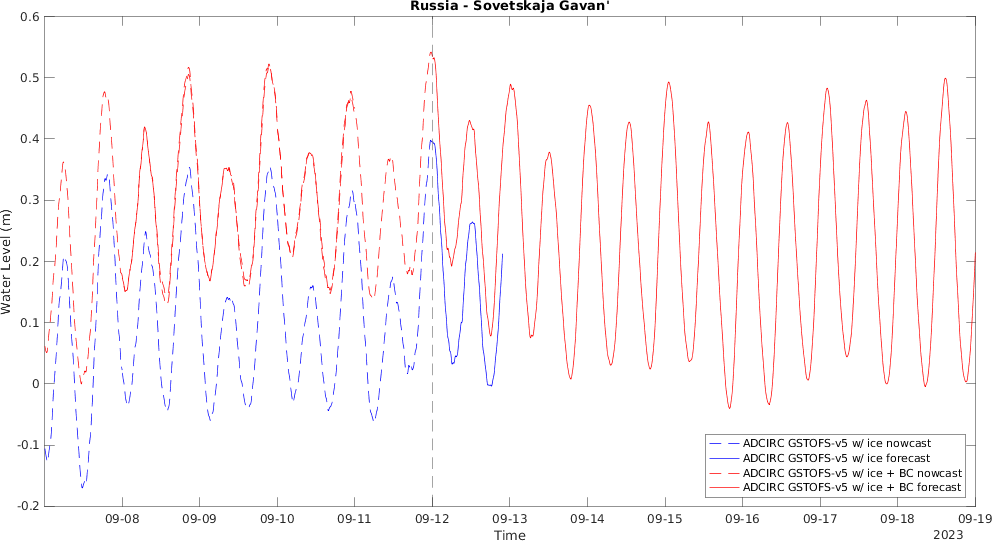 Russia - Sovetskaja Gavan'
0.6
0.5
0.4
0.3
0.2
0.1
0
-0.1
-0.2
Water Level (m)
09-08 09-09 09-10 09-11 09-12 09-13 09-14 09-15 09-16 09-17 09-18 09-19
Time
2023
ADCIRC GSTOFS-v5 w/ ice nowcast
ADCIRC GSTOFS-v5 w/ ice forecast
ADCIRC GSTOFS-v5 w/ ice + BC nowcast
ADCIRC GSTOFS-v5 w/ ice + BC forecast